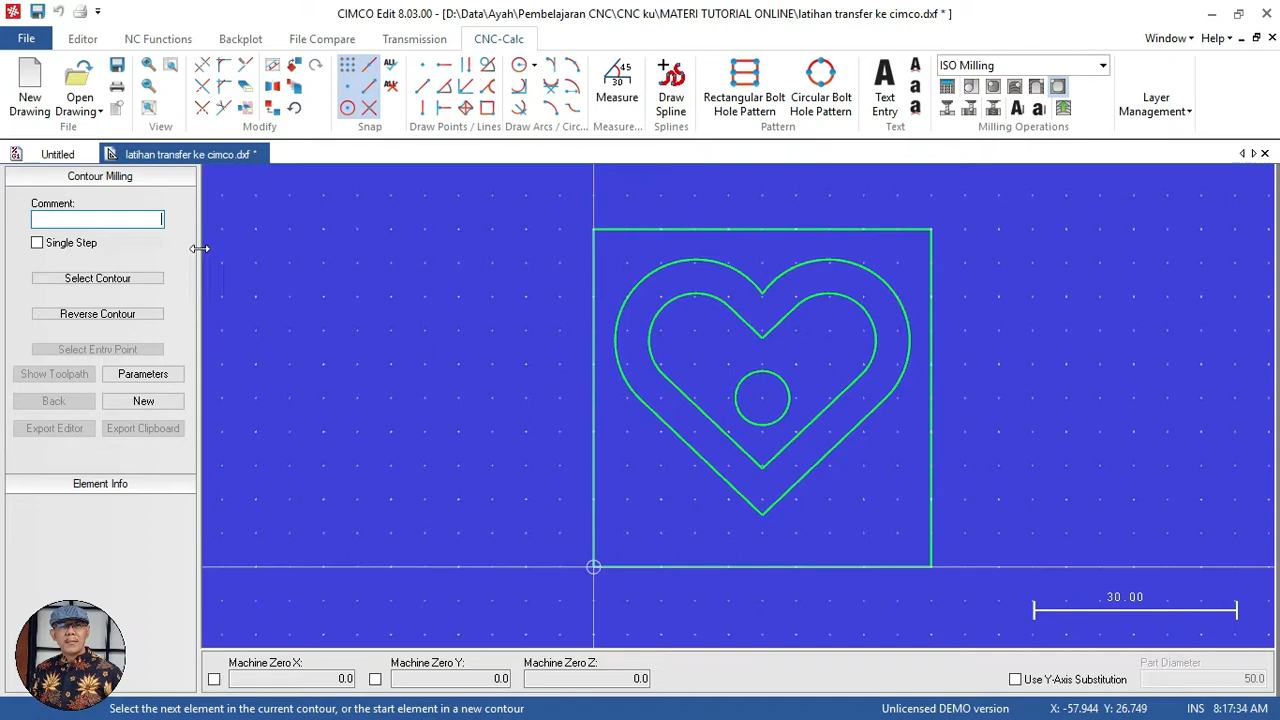 CIMCO Edit 8.03.00 - [D:\Data\Ayah\Pembelajaran CNC\CNC ku\MATERI TUTORIAL ONLINE\latihan transfer ke cimco.dxf * ]
File Editor NC Functions Backplot File Compare Transmission CNC-Calc Window Help
New Drawing
Open Drawing
File
View
Modify
ALL
ALL
Snap
Draw Points / Lines
Draw Arcs / Circ...
45
30
Measure
Measure...
Draw Spline
Splines
Rectangular Bolt Hole Pattern
Circular Bolt Hole Pattern
Pattern
Text Entry
Text
ISO Milling
Milling Operations
Layer Management
Untitled
latihan transfer ke cimco.dxf *
Contour Milling
Comment:
Single Step
Select Contour
Reverse Contour
Select Entry Point
Show Toolpath Parameters
Back New
Export Editor Export Clipboard
Element Info
30.00
Machine Zero X: Machine Zero Y: Machine Zero Z: Part Diameter
0.0 0.0 0.0 Use Y-Axis Substitution 50.0
Select the next element in the current contour, or the start element in a new contour Unlicensed DEMO version X: -57.944 Y: 26.749 INS 8:17:34 AM